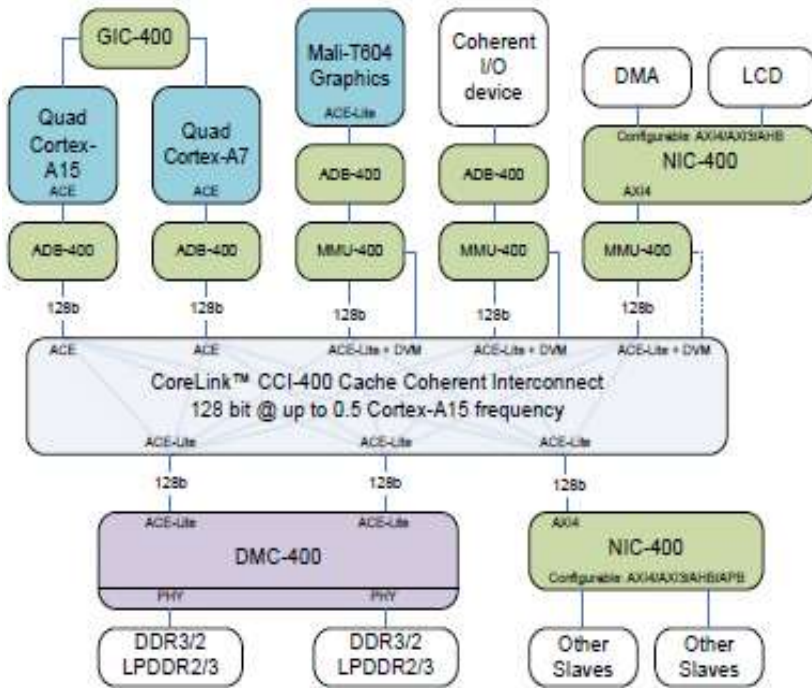 GIC-400
Quad
Cortex-
A15
ACE
Quad
Cortex-A7
ACE
Mali-T604
Graphics
ACE-Lite
Coherent
I/O
device
DMA
LCD
Configurable: AXI4/AXI3/AHB
NIC-400
AXI4
ADB-400
ADB-400
ADB-400
ADB-400
MMU-400
MMU-400
MMU-400
128b
128b
128b
128b
128b
ACE
ACE
ACE-Lite + DVM
ACE-Lite + DVM
ACE-Lite + DVM
CoreLink™ CCI-400 Cache Coherent Interconnect
128 bit @ up to 0.5 Cortex-A15 frequency
ACE-Lite
ACE-Lite
ACE-Lite
128b
128b
128b
ACE-Lite
ACE-Lite
DMC-400
PHY
PHY
AXI4
NIC-400
Configurable: AXI4/AXI3/AHB/APB
DDR3/2
LPDDR2/3
DDR3/2
LPDDR2/3
Other
Slaves
Other
Slaves